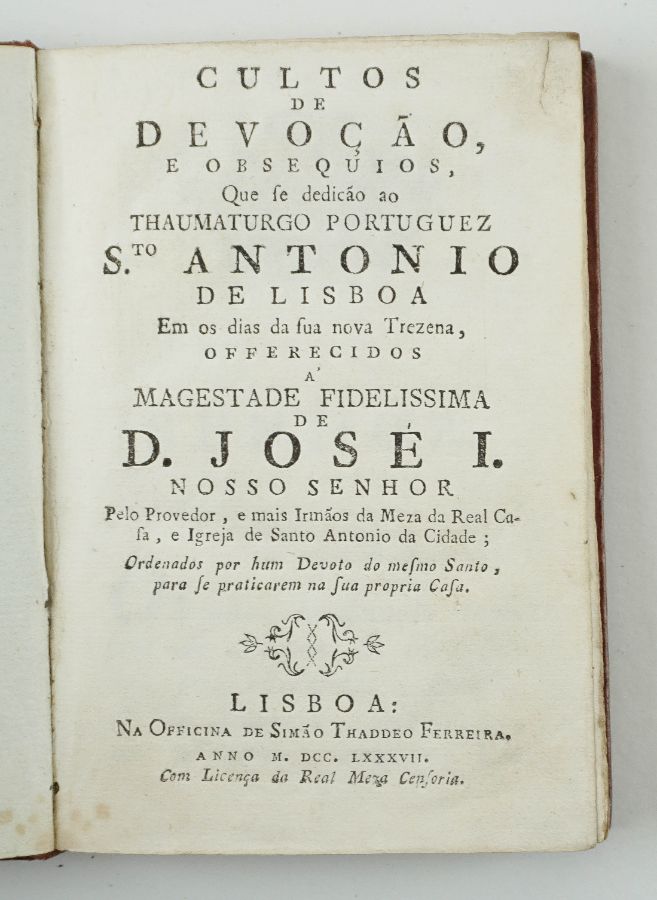 CULTOS
DE
DEVOÇÃO,
E OBSEQUIOS,
Que ſe dedicão ao
THAUMATURGO PORTUGUEZ
S.TO ANTONIO
DE LISBOA
Em os dias da ſua nova Trezena,
OFFERECIDOS
A'
MAGESTADE FIDELISSIMA
DE
D. JOSÉ I.
NOSSO SENHOR
Pelo Provedor, e mais Irmãos da Meza da Real Ca-
ſa, e Igreja de Santo Antonio da Cidade;
Ordenados por hum Devoto do meſmo Santo,
para ſe praticarem na ſua propria Caſa.
LISBOA:
NA OFFICINA DE SIMÃO THADDEO FERREIRA.
ANNO M. DCC. LXXXVII.
Com Licença da Real Meza Cenſoria.